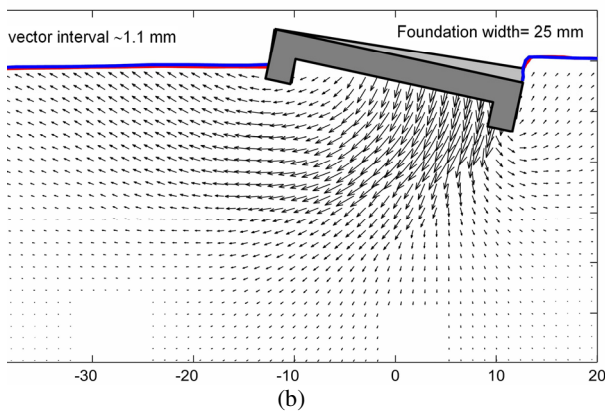 Foundation width= 25 mm
vector interval ~1.1 mm
-30 -20 -10 0 10 20
(b)